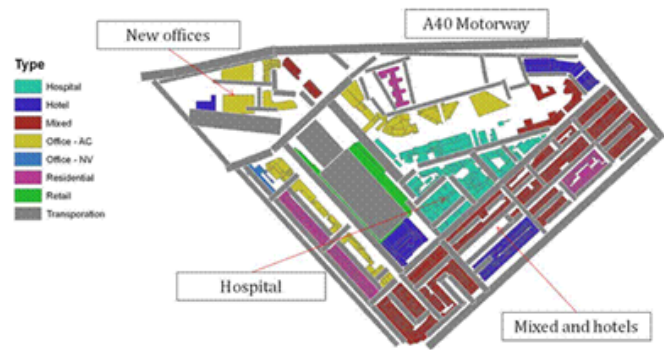 New offices
A40 Motorway
Type
Hospital
Hotel
Mixed
Office - AC
Office - NV
Residential
Retail
Transporation
Hospital
Mixed and hotels